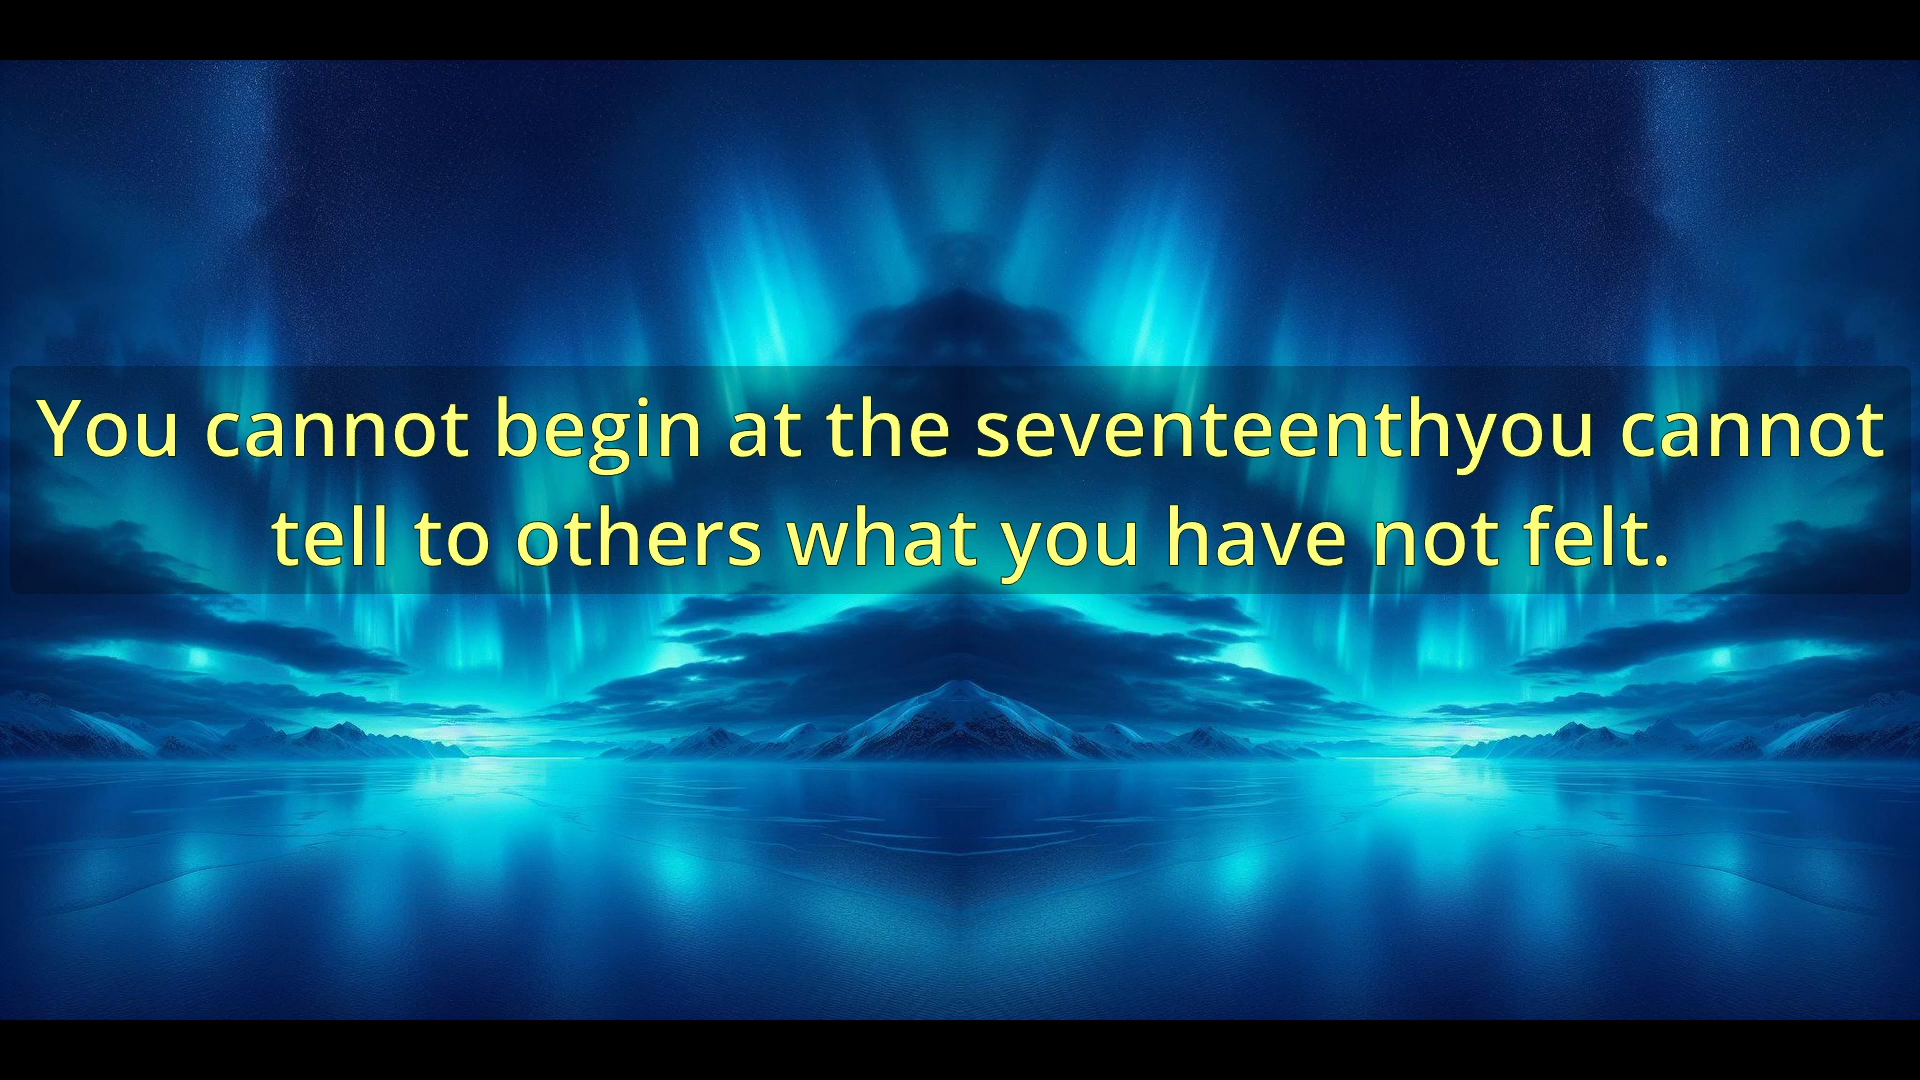 You cannot begin at the seventeenthyou cannot
tell to others what you have not felt.